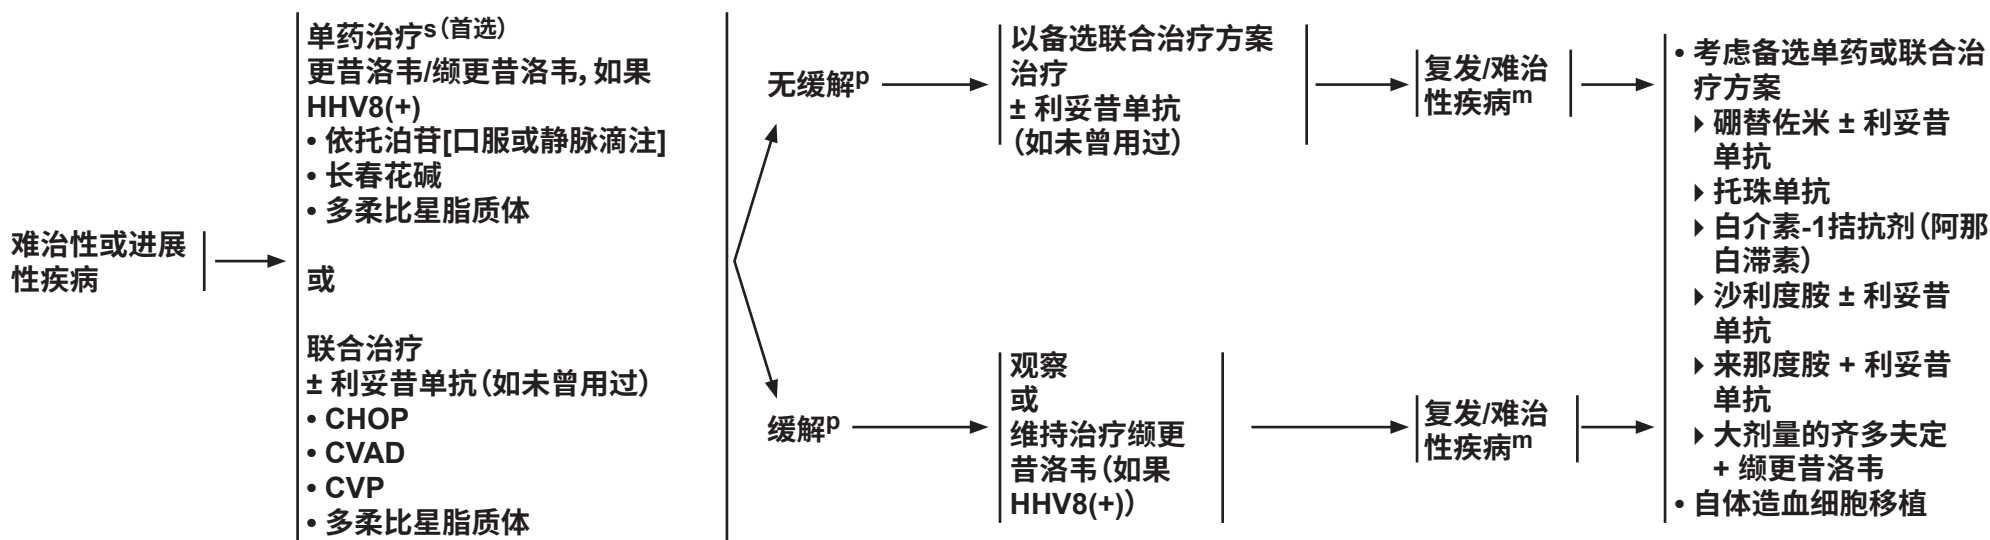 难治性或进展
性疾病
单药治疗s(首选)
更昔洛韦/缬更昔洛韦，如果
HHV8(+)
• 依托泊苷[口服或静脉滴注]
• 长春花碱
• 多柔比星脂质体
或
联合治疗
± 利妥昔单抗（如未曾用过）
• CHOP
• CVAD
• CVP
• 多柔比星脂质体
无缓解p
以备选联合治疗方案
治疗
± 利妥昔单抗
（如未曾用过）
复发/难治
性疾病m
缓解p
观察
或
维持治疗缬更
昔洛韦（如果
HHV8(+)）
复发/难治
性疾病m
• 考虑备选单药或联合治
疗方案
▸ 硼替佐米 ± 利妥昔
单抗
▸ 托珠单抗
▸ 白介素-1拮抗剂（阿那
白滞素）
▸ 沙利度胺 ± 利妥昔
单抗
▸ 来那度胺 + 利妥昔
单抗
▸ 大剂量的齐多夫定
+ 缬更昔洛韦
• 自体造血细胞移植